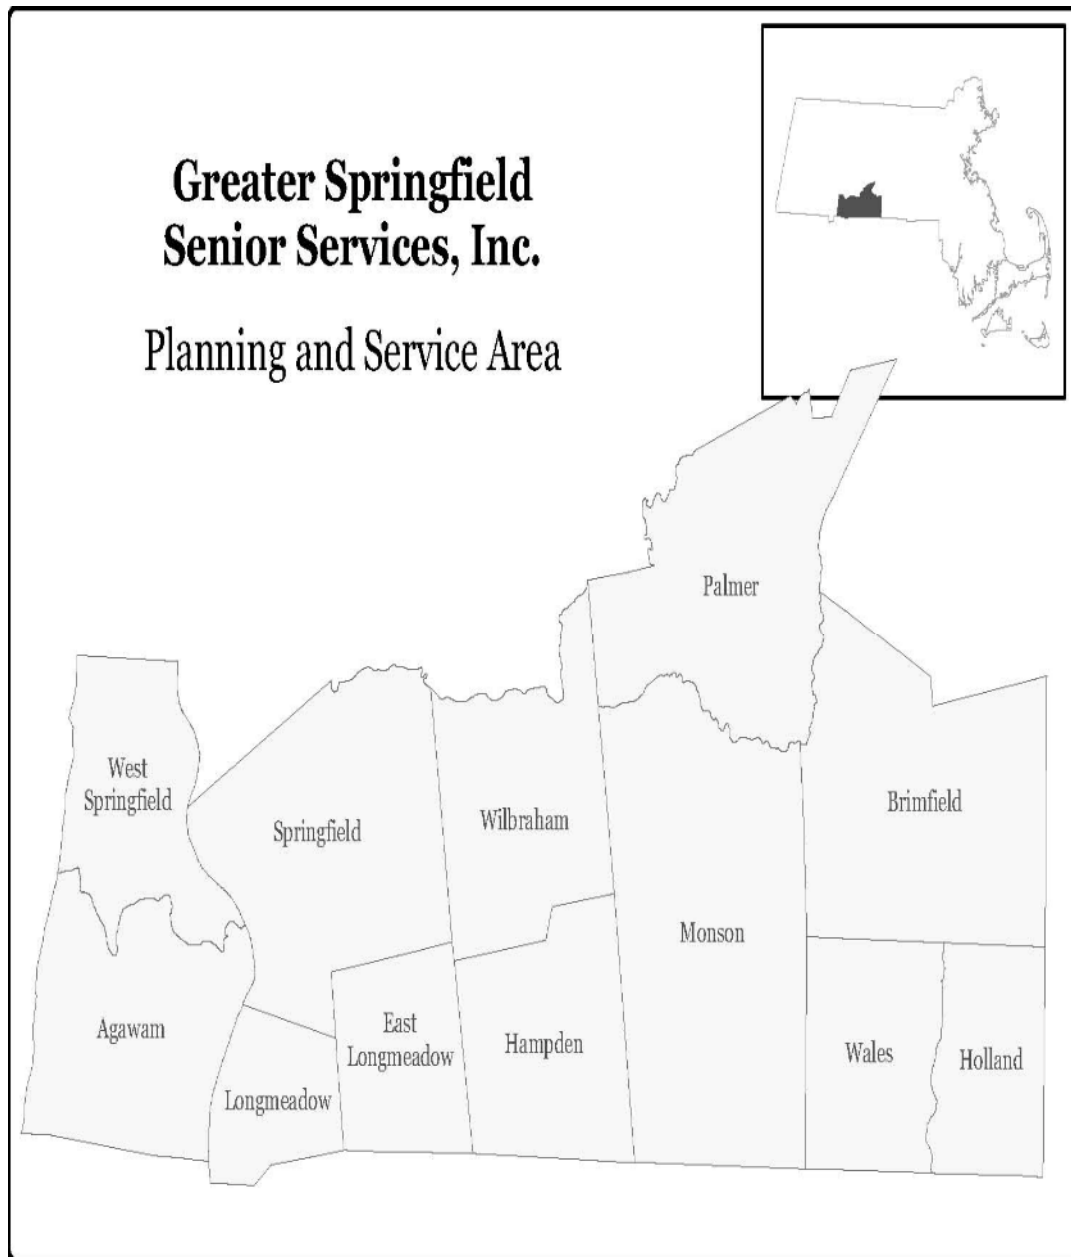 Greater Springfield
Senior Services, Inc.
Planning and Service Area
Palmer
West
Springfield
Springfield
Wilbraham
Brimfield
Monson
Agawam
East
Longmeadow
Hampden
Wales
Holland
Longmeadow